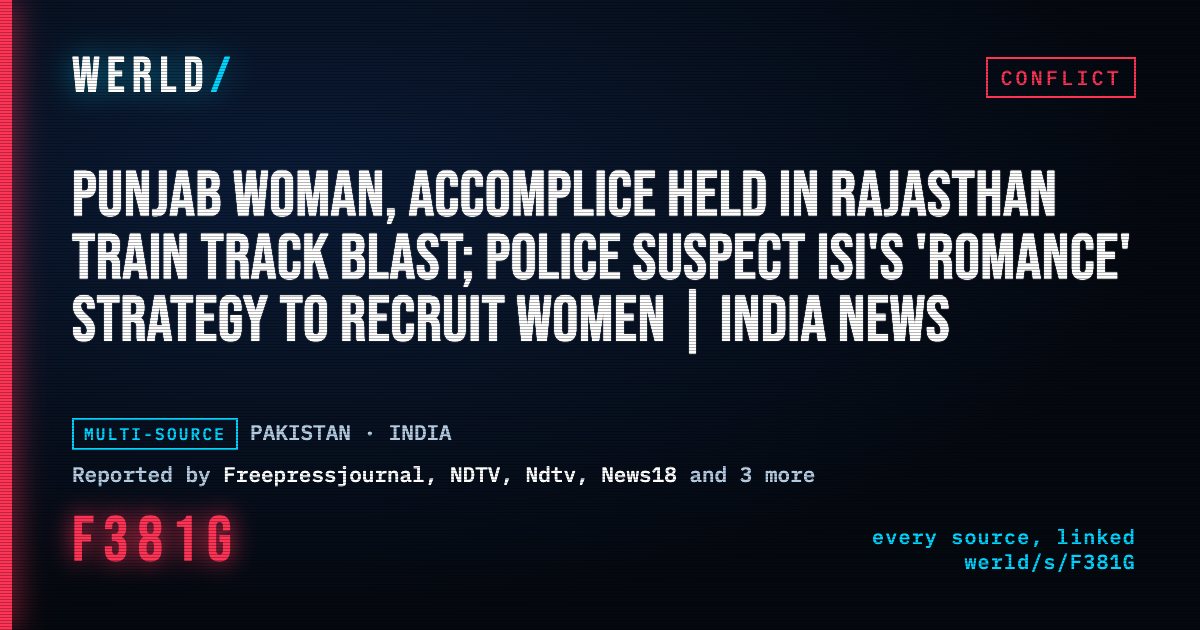 WERLD/
CONFLICT
PUNJAB WOMAN, ACCOMPLICE HELD IN RAJASTHAN
TRAIN TRACK BLAST; POLICE SUSPECT ISI'S 'ROMANCE'
STRATEGY TO RECRUIT WOMEN | INDIA NEWS
MULTI-SOURCE PAKISTAN · INDIA
Reported by Freepressjournal, NDTV, Ndtv, News18 and 3 more
F381G
every source, linked
werld/s/F381G